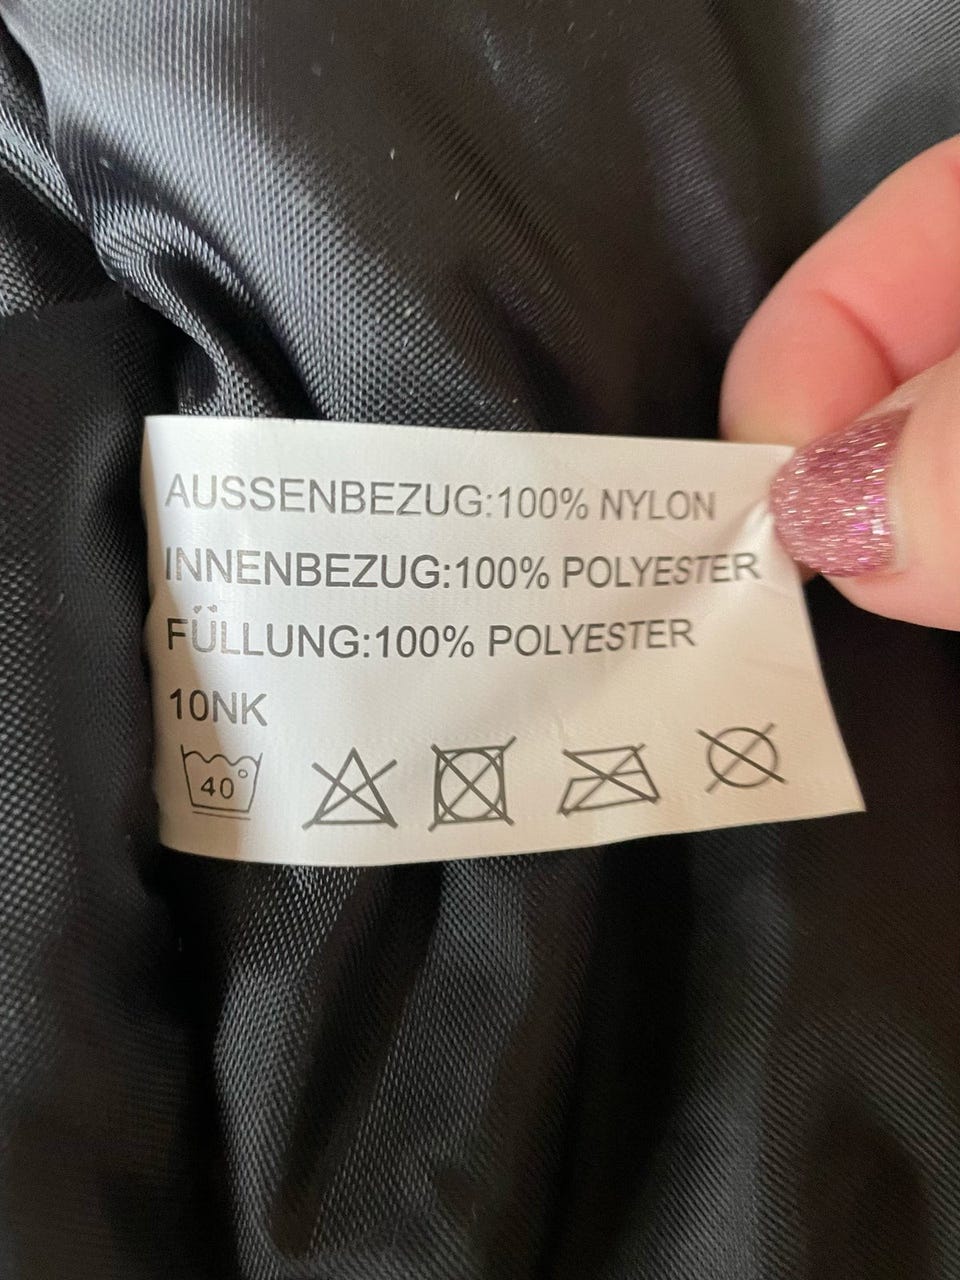 AUSSENBEZUG:100% NYLON
INNENBEZUG:100% POLYESTER
FÜLLUNG:100% POLYESTER
10NK
40°